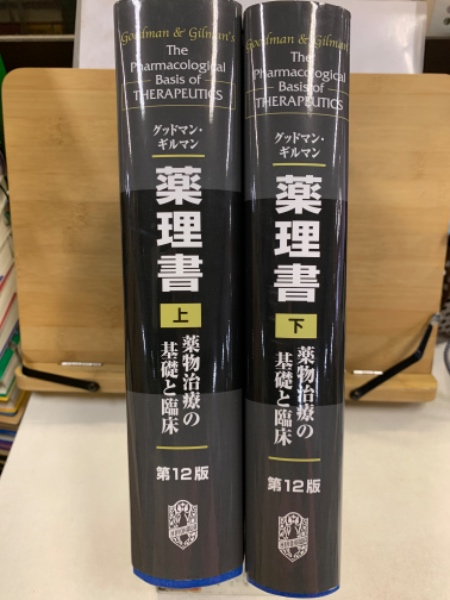 Goodman & Gilman's
The
Pharmacological
Basis of
THERAPEUTICS
グッドマン・
ギルマン
薬理書
上
薬物治療の
基礎と臨床
第12版
Goodman & Gilman's
The
Pharmacological
Basis of
THERAPEUTICS
グッドマン・
ギルマン
薬理書
下
薬物治療の
基礎と臨床
第12版